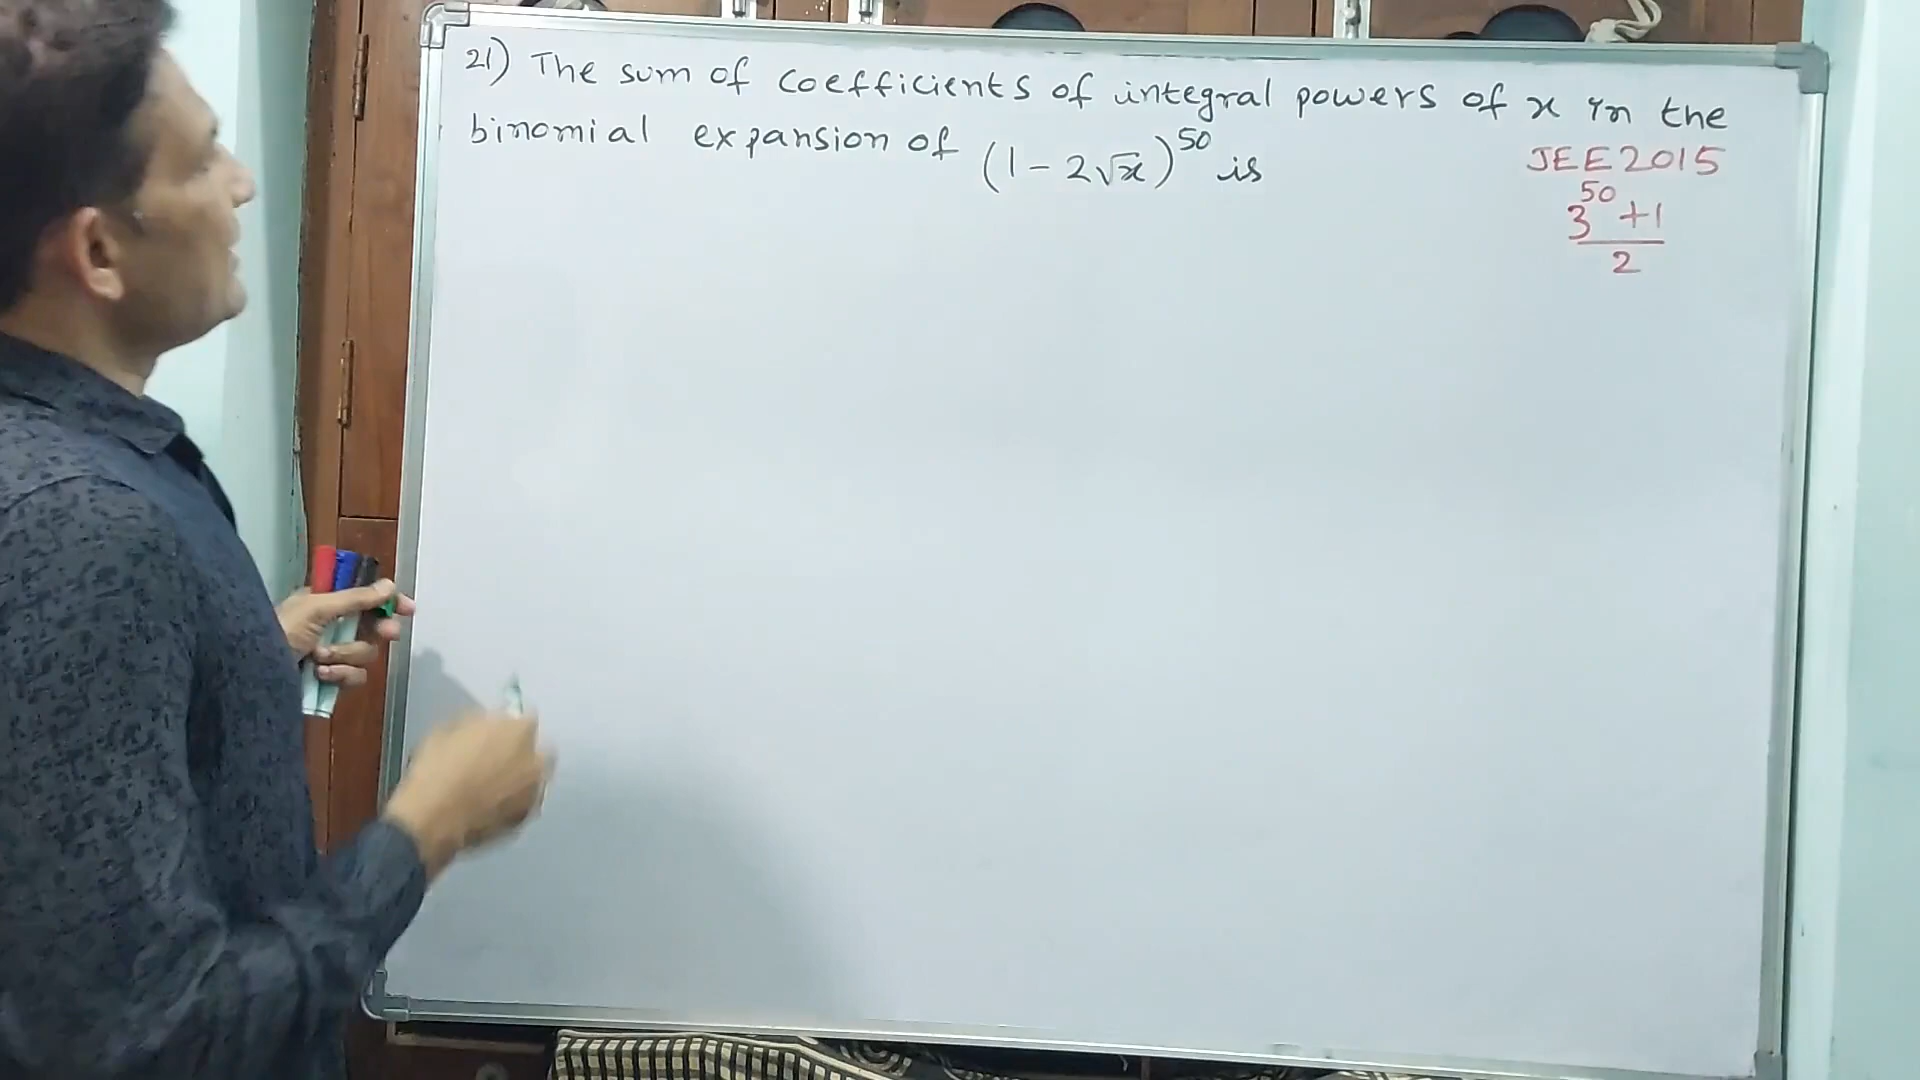 21) The sum of coefficients of integral powers of x in the
binomial expansion of (1-2√x)^50 is
JEE 2015
3^50 +1
2